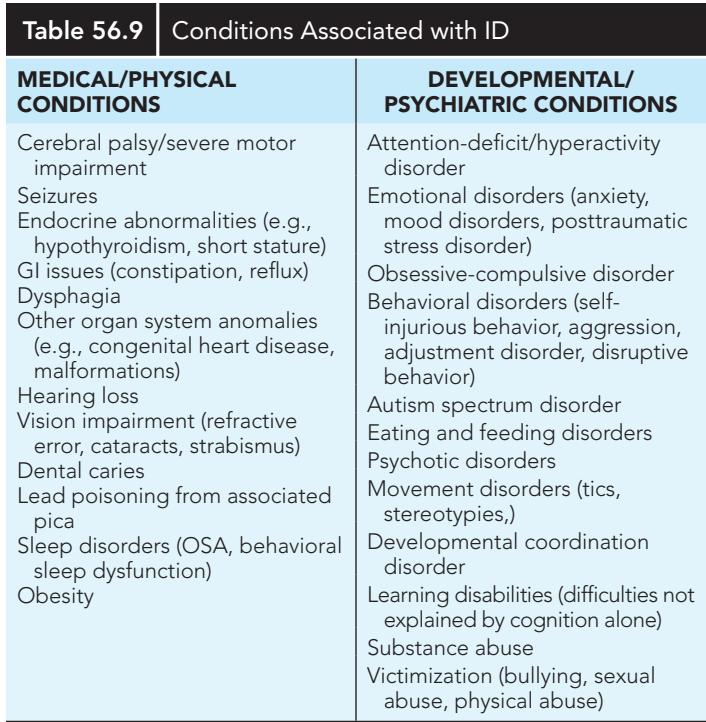 Table 56.9 Conditions Associated with ID
MEDICAL/PHYSICAL
CONDITIONS
Cerebral palsy/severe motor
impairment
Seizures
Endocrine abnormalities (e.g.,
hypothyroidism, short stature)
GI issues (constipation, reflux)
Dysphagia
Other organ system anomalies
(e.g., congenital heart disease,
malformations)
Hearing loss
Vision impairment (refractive
error, cataracts, strabismus)
Dental caries
Lead poisoning from associated
pica
Sleep disorders (OSA, behavioral
sleep dysfunction)
Obesity
DEVELOPMENTAL/
PSYCHIATRIC CONDITIONS
Attention-deficit/hyperactivity
disorder
Emotional disorders (anxiety,
mood disorders, posttraumatic
stress disorder)
Obsessive-compulsive disorder
Behavioral disorders (self-
injurious behavior, aggression,
adjustment disorder, disruptive
behavior)
Autism spectrum disorder
Eating and feeding disorders
Psychotic disorders
Movement disorders (tics,
stereotypies,)
Developmental coordination
disorder
Learning disabilities (difficulties not
explained by cognition alone)
Substance abuse
Victimization (bullying, sexual
abuse, physical abuse)